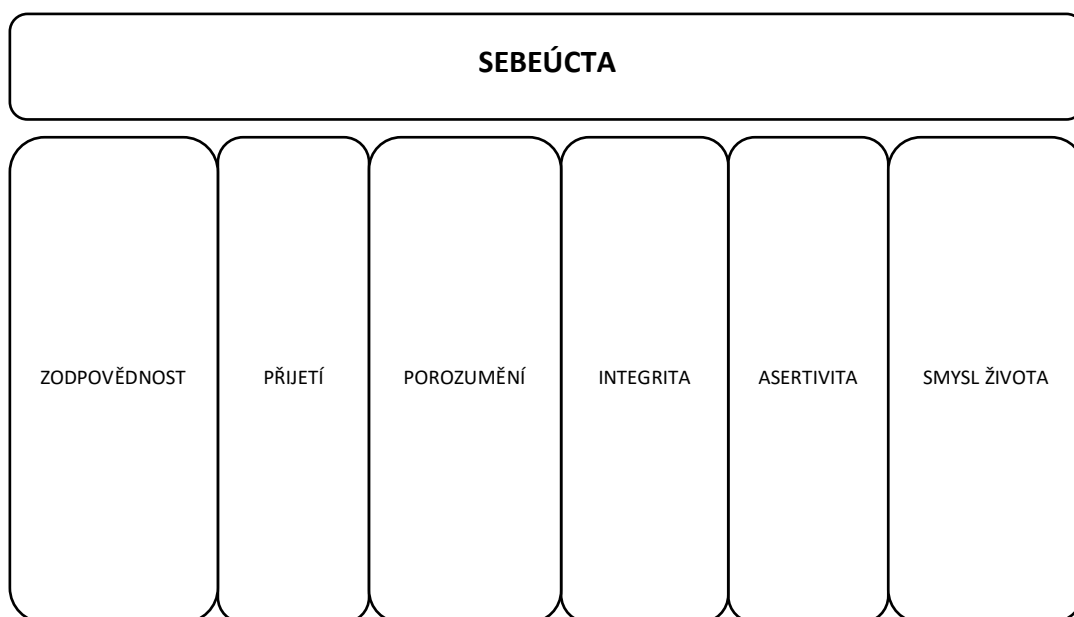 SEBEÚCTA
ZODPOVĚDNOST
PŘIJETÍ
POROZUMĚNÍ
INTEGRITA
ASERTIVITA
SMYSL ŽIVOTA